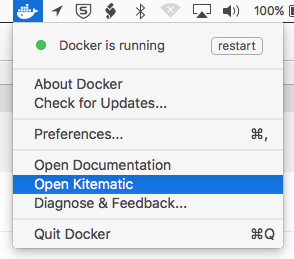 100%
Docker is running restart
About Docker
Check for Updates...
Preferences... ⌘,
Open Documentation
Open Kitematic
Diagnose & Feedback...
Quit Docker ⌘Q